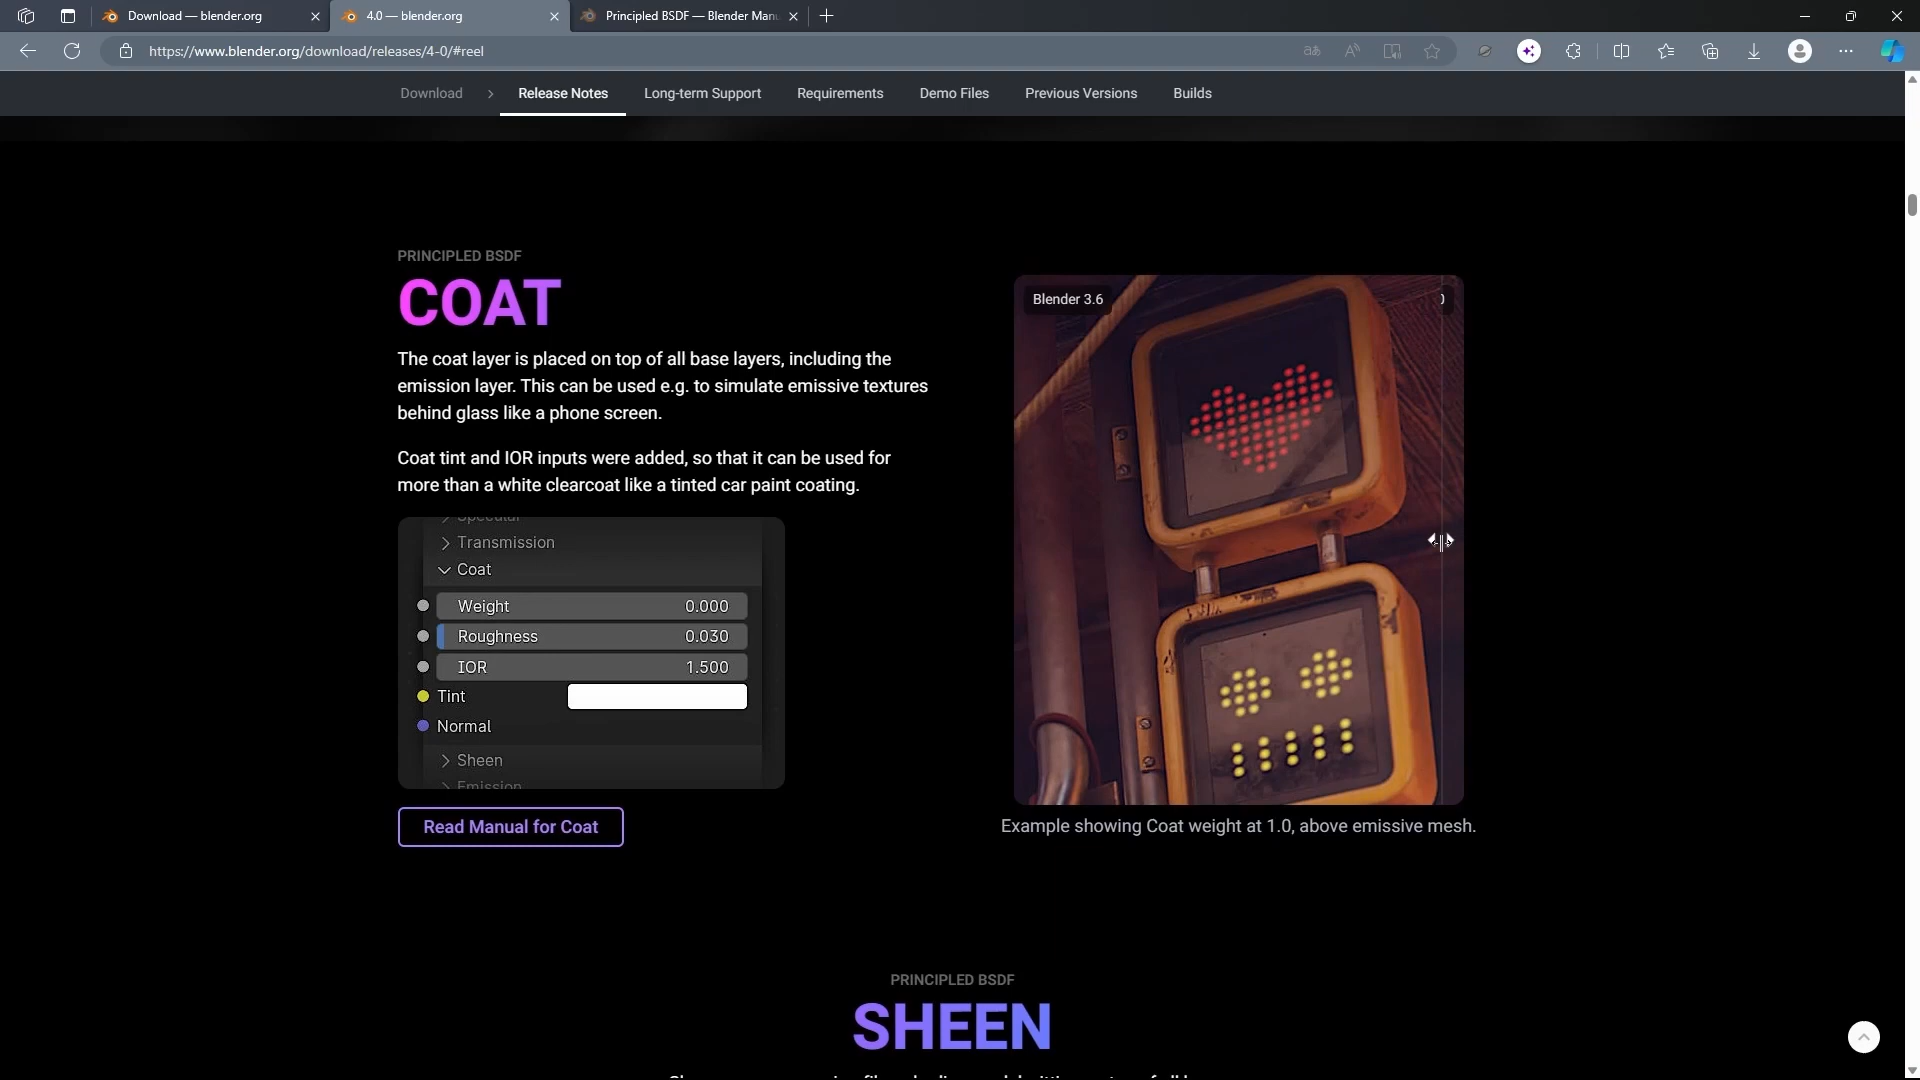 Download — blender.org
4.0 — blender.org
Principled BSDF — Blender Man
https://www.blender.org/download/releases/4-0/#reel
Download
Release Notes
Long-term Support
Requirements
Demo Files
Previous Versions
Builds
PRINCIPLED BSDF
COAT
The coat layer is placed on top of all base layers, including the
emission layer. This can be used e.g. to simulate emissive textures
behind glass like a phone screen.
Coat tint and IOR inputs were added, so that it can be used for
more than a white clearcoat like a tinted car paint coating.
Specular
Transmission
Coat
Weight 0.000
Roughness 0.030
IOR 1.500
Tint
Normal
Sheen
Emission
Read Manual for Coat
Blender 3.6
Example showing Coat weight at 1.0, above emissive mesh.
PRINCIPLED BSDF
SHEEN